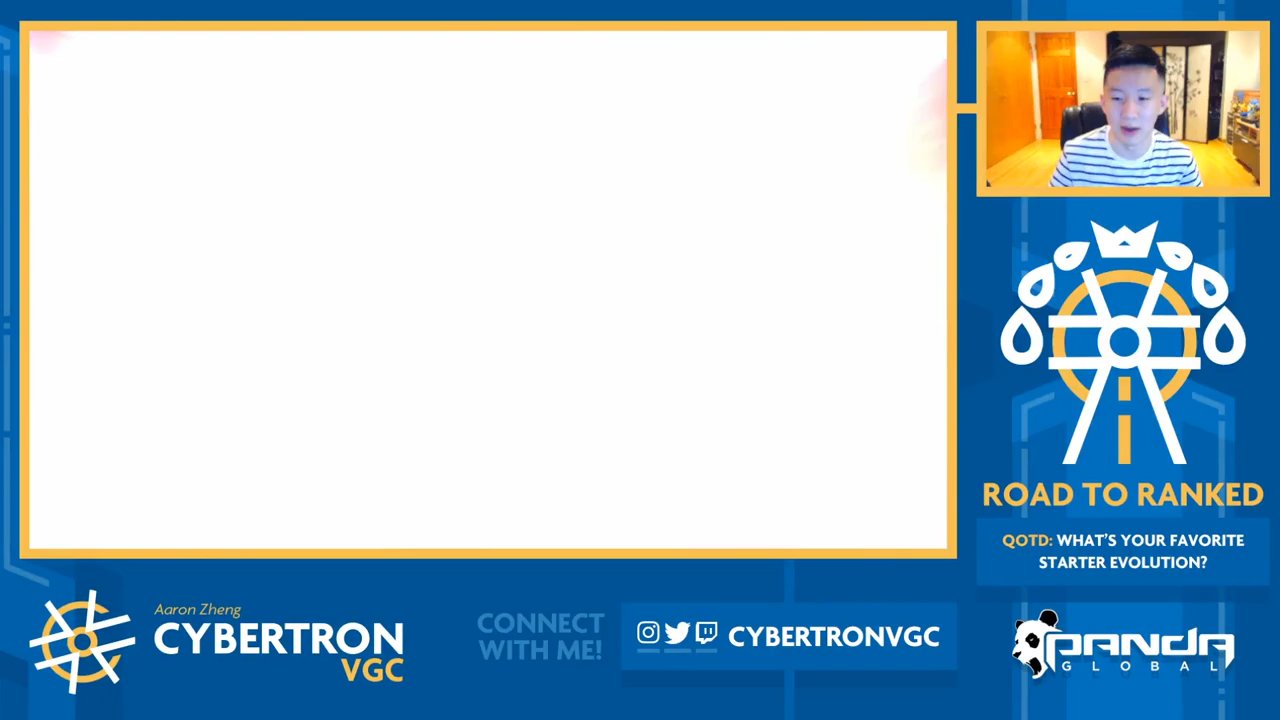 ROAD TO RANKED
QOTD: WHAT'S YOUR FAVORITE
STARTER EVOLUTION?
Aaron Zheng
CYBERTRON
VGC
CONNECT
WITH ME!
CYBERTRONVGC
PANDA
GLOBAL